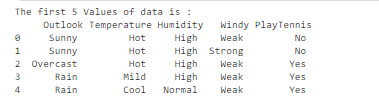 The first 5 Values of data is :
Outlook Temperature Humidity Windy PlayTennis
0 Sunny Hot High Weak No
1 Sunny Hot High Strong No
2 Overcast Hot High Weak Yes
3 Rain Mild High Weak Yes
4 Rain Cool Normal Weak Yes